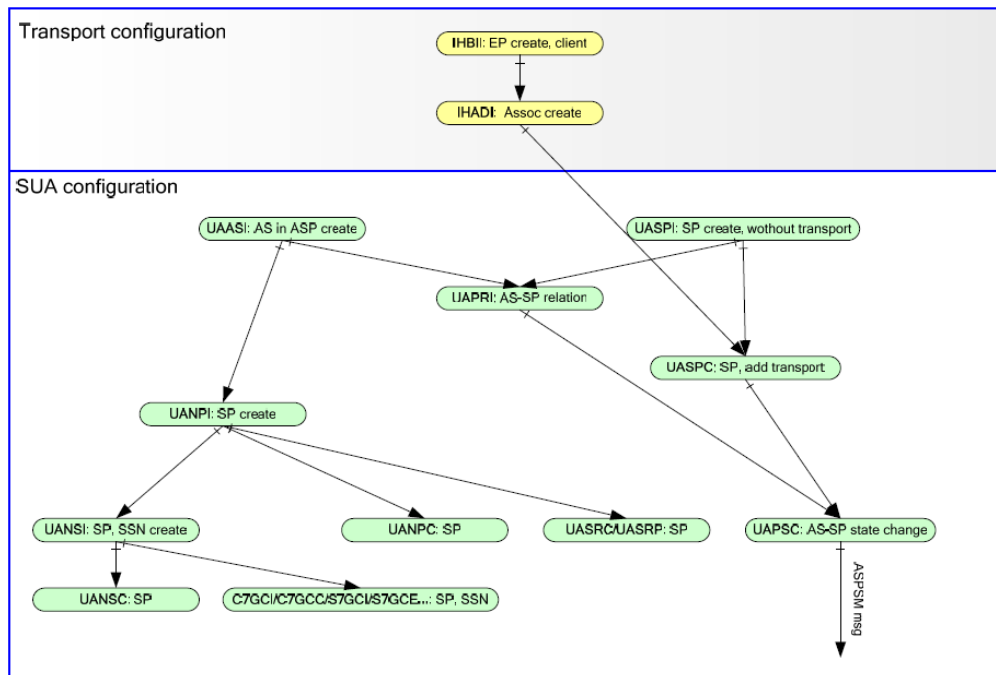 Transport configuration
IHBII: EP create, client
IHADI: Assoc create
SUA configuration
UAASI: AS in ASP create
UASPI: SP create, wothout transport
UAPRI: AS-SP relation
UASPC: SP, add transport
UANPI: SP create
UANSI: SP, SSN create
UANPC: SP
UASRC/UASRP: SP
UAPSC: AS-SP state change
UANSC: SP
C7GCI/C7GCC/S7GCI/S7GCE...: SP, SSN
ASPSM msg